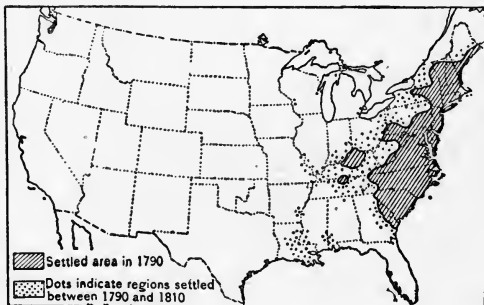 Settled area in 1790
Dots indicate regions settled
between 1790 and 1810